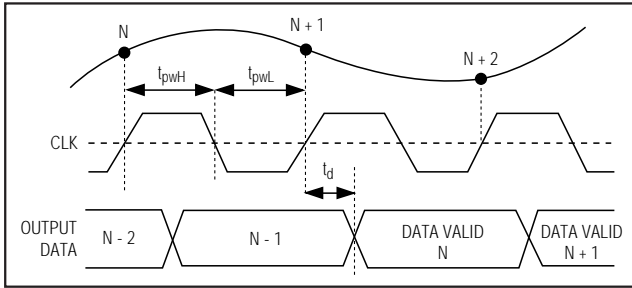 N
N + 1
N + 2
tpwH
tpwL
CLK
td
OUTPUT
DATA
N - 2
N - 1
DATA VALID
N
DATA VALID
N + 1